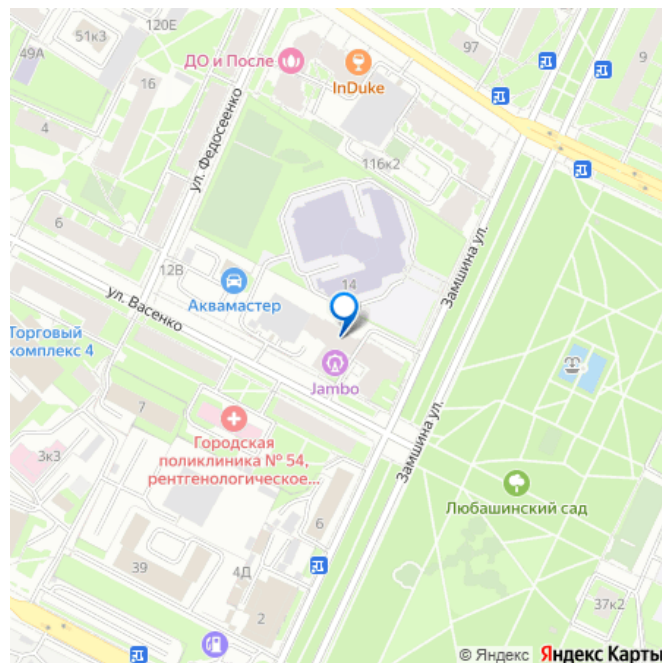 120Е
51к3
49А
ДО и После
InDuke
97
9
16
4
ул. Федосеенко
116к2
6
12В
14
Замшина ул.
Аквамастер
ул. Васенко
Торговый
комплекс 4
Jambo
7
Городская
поликлиника № 54,
рентгенологическое...
Замшина ул.
3к3
Любашинский сад
6
39
4Д
2
37к2
© Яндекс Яндекс Карты